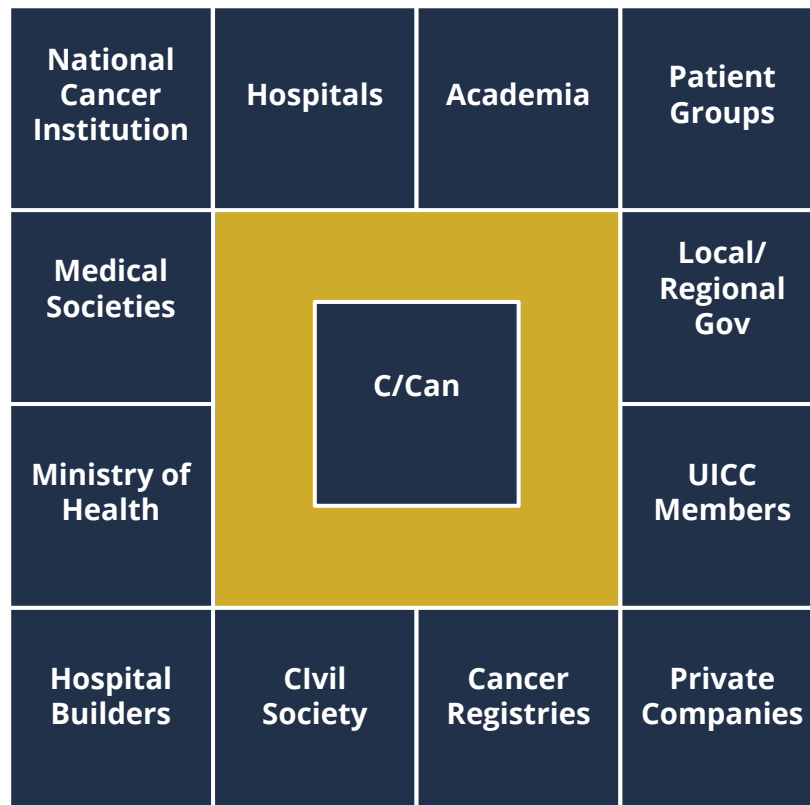 National
Cancer
Institution
Hospitals
Academia
Patient
Groups
Medical
Societies
Local/
Regional
Gov
C/Can
Ministry of
Health
UICC
Members
Hospital
Builders
CIvil
Society
Cancer
Registries
Private
Companies